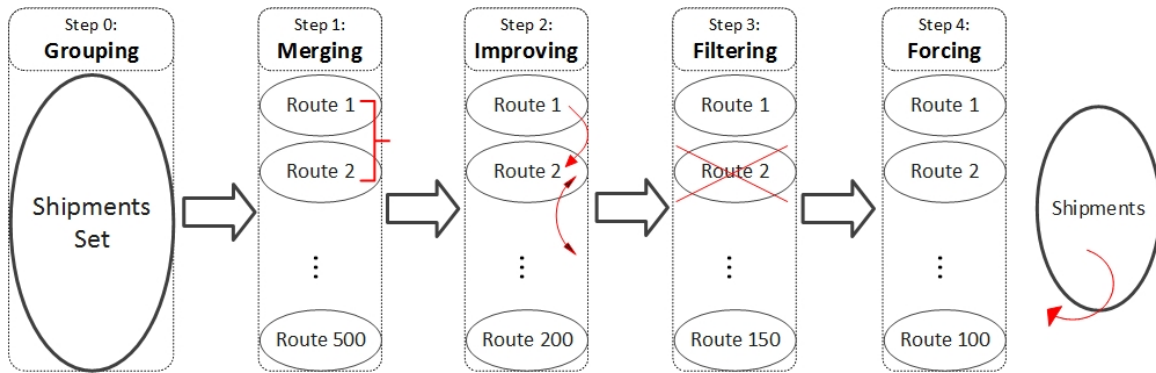 Step 0:
Grouping
Shipments
Set
Step 1:
Merging
Route 1
Route 2
⋮
Route 500
Step 2:
Improving
Route 1
Route 2
⋮
Route 200
Step 3:
Filtering
Route 1
Route 2
⋮
Route 150
Step 4:
Forcing
Route 1
Route 2
⋮
Route 100
Shipments